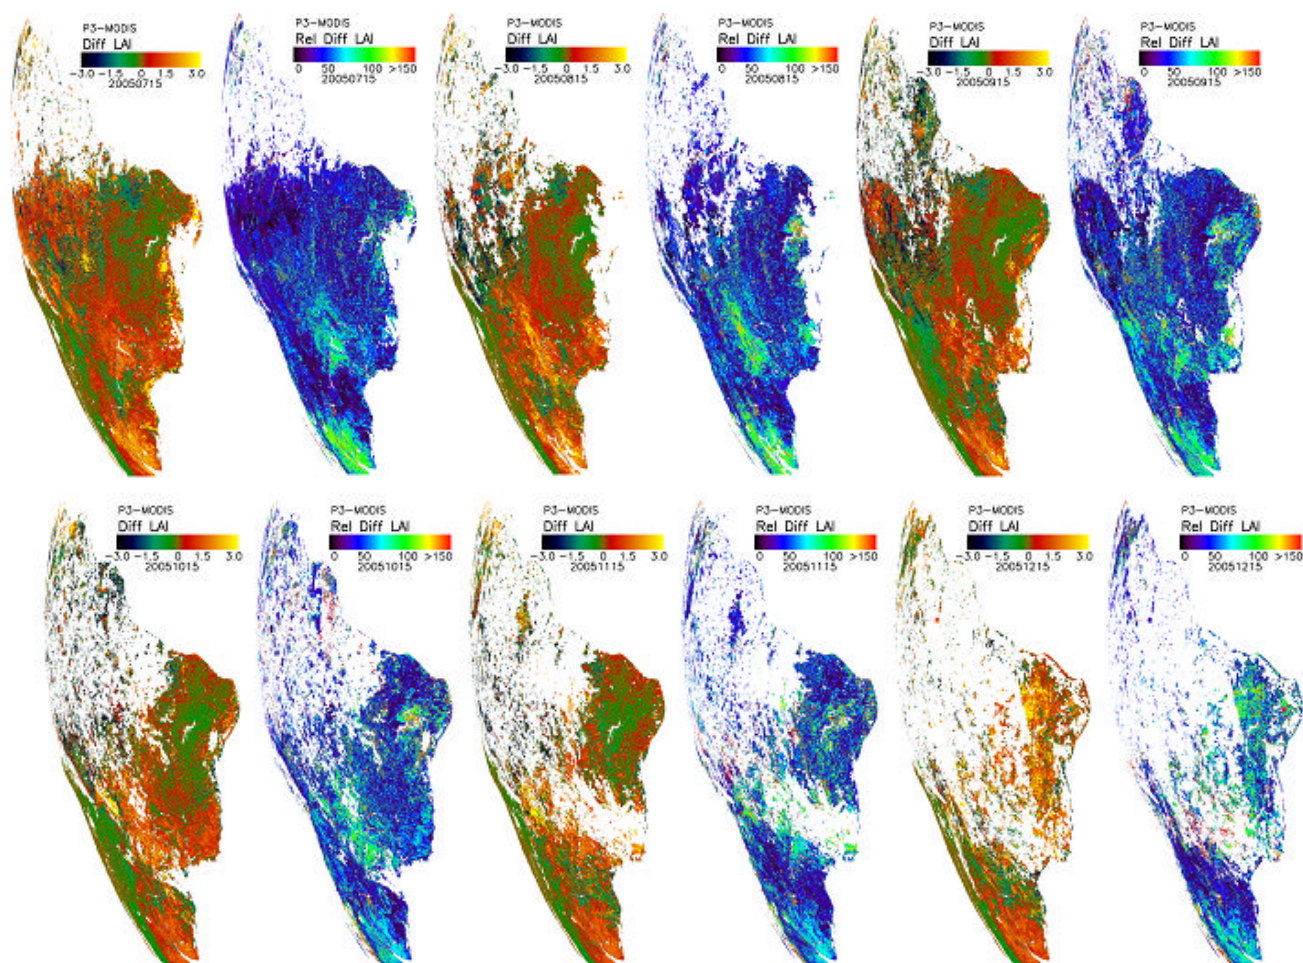 P3-MODIS
Diff LAI
-3.0 -1.5 0 1.5 3.0
20050715
P3-MODIS
Rel Diff LAI
0 50 100 >150
20050715
P3-MODIS
Diff LAI
-3.0 -1.5 0 1.5 3.0
20050815
P3-MODIS
Rel Diff LAI
0 50 100 >150
20050815
P3-MODIS
Diff LAI
-3.0 -1.5 0 1.5 3.0
20050915
P3-MODIS
Rel Diff LAI
0 50 100 >150
20050915
P3-MODIS
Diff LAI
-3.0 -1.5 0 1.5 3.0
20051015
P3-MODIS
Rel Diff LAI
0 50 100 >150
20051015
P3-MODIS
Diff LAI
-3.0 -1.5 0 1.5 3.0
20051115
P3-MODIS
Rel Diff LAI
0 50 100 >150
20051115
P3-MODIS
Diff LAI
-3.0 -1.5 0 1.5 3.0
20051215
P3-MODIS
Rel Diff LAI
0 50 100 >150
20051215